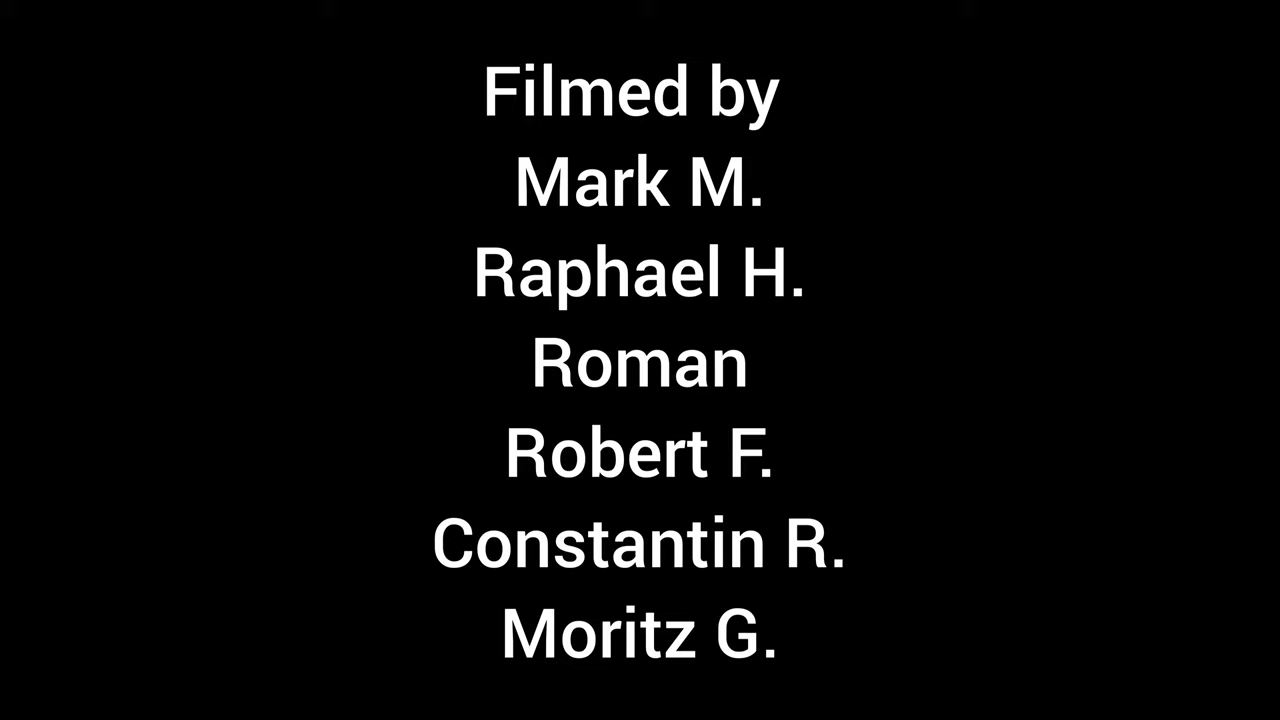 Filmed by
Mark M.
Raphael H.
Roman
Robert F.
Constantin R.
Moritz G.